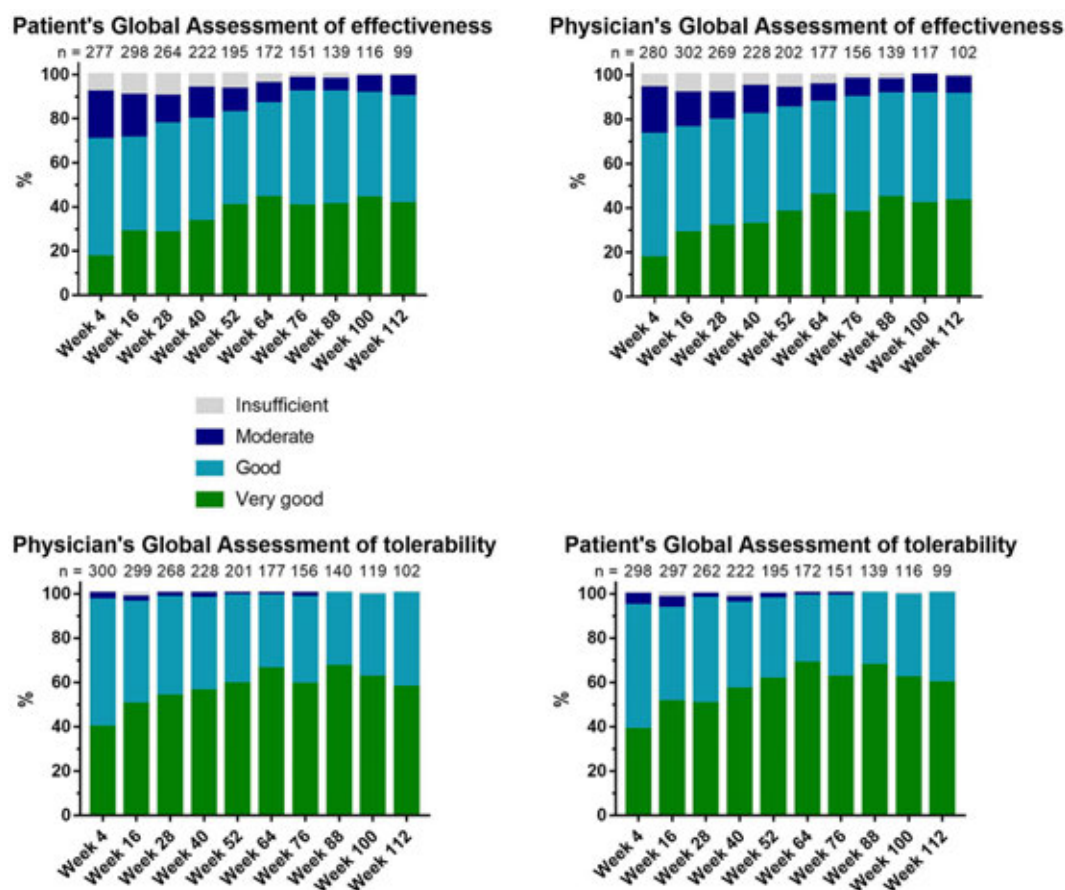 Patient's Global Assessment of effectiveness
n = 277 298 264 222 195 172 151 139 116 99
100
80
60
40
20
0
%
Week 4
Week 16
Week 28
Week 40
Week 52
Week 64
Week 76
Week 88
Week 100
Week 112
Physician's Global Assessment of effectiveness
n = 280 302 269 228 202 177 156 139 117 102
100
80
60
40
20
0
%
Week 4
Week 16
Week 28
Week 40
Week 52
Week 64
Week 76
Week 88
Week 100
Week 112
Insufficient
Moderate
Good
Very good
Physician's Global Assessment of tolerability
n = 300 299 268 228 201 177 156 140 119 102
100
80
60
40
20
0
%
Week 4
Week 16
Week 28
Week 40
Week 52
Week 64
Week 76
Week 88
Week 100
Week 112
Patient's Global Assessment of tolerability
n = 298 297 262 222 195 172 151 139 116 99
100
80
60
40
20
0
%
Week 4
Week 16
Week 28
Week 40
Week 52
Week 64
Week 76
Week 88
Week 100
Week 112